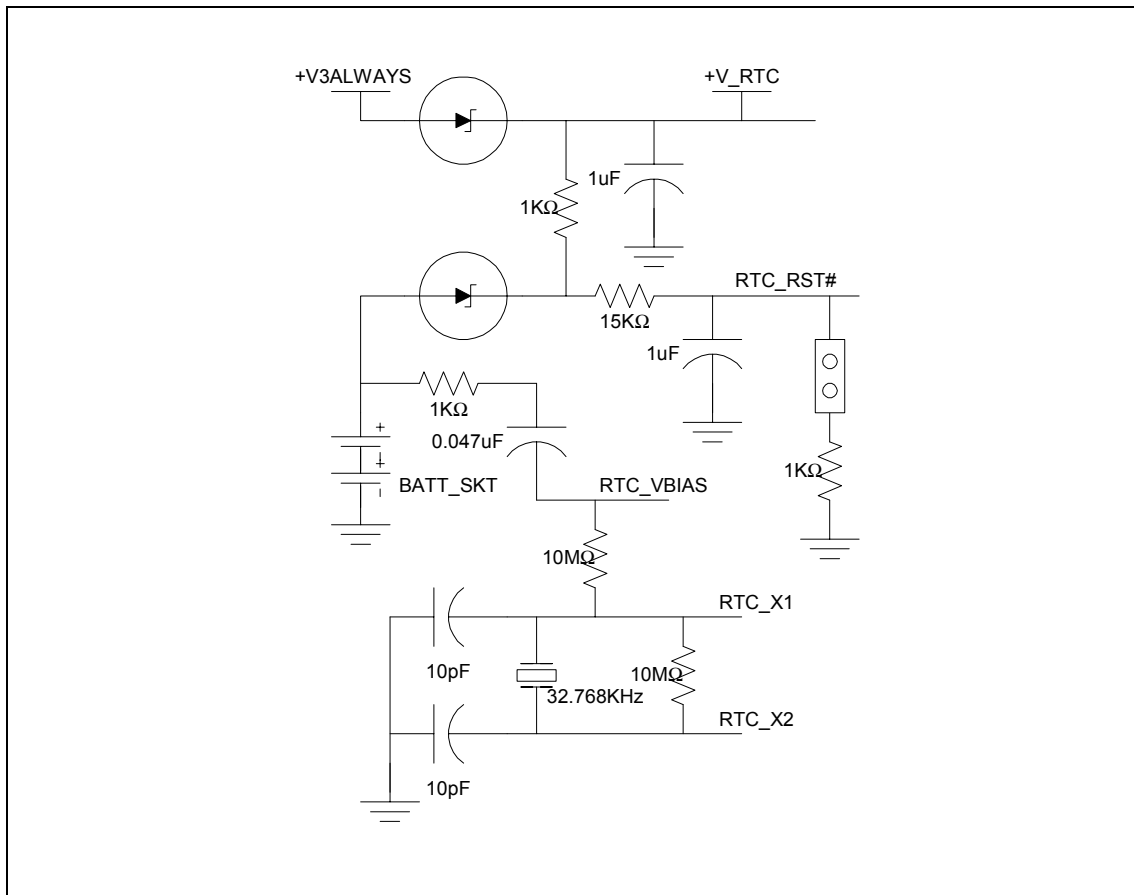 +V3ALWAYS
+V_RTC
1uF
1KΩ
RTC_RST#
15KΩ
1uF
1KΩ
0.047uF
+
+
-
-
BATT_SKT
RTC_VBIAS
1KΩ
10MΩ
RTC_X1
10pF
10MΩ
32.768KHz
RTC_X2
10pF